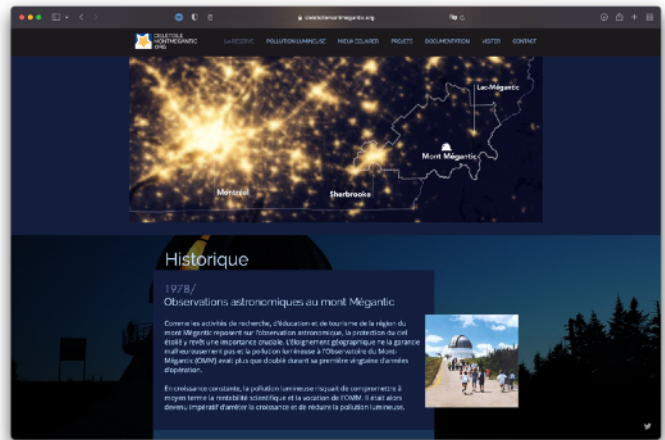 cieletoilemontmegantic.org
CIELETOILE
MONTMEGANTIC
.ORG
LA RÉSERVE POLLUTION LUMINEUSE MIEUX ÉCLAIRER PROJETS DOCUMENTATION VISITER CONTACT
Lac-Mégantic
Mont Mégantic
Montréal
Sherbrooke
Historique
1978/
Observations astronomiques au mont Mégantic
Comme les activités de recherche, d'éducation et de tourisme de la région du
mont Mégantic reposent sur l'observation astronomique, la protection du ciel
étoilé y revêt une importance cruciale. L'éloignement géographique ne la garantie
malheureusement pas et la pollution lumineuse à l'Observatoire du Mont-
Mégantic (OMM) avait plus que doublé durant sa première vingtaine d'années
d'opération.
En croissance constante, la pollution lumineuse risquait de compromettre à
moyen terme la rentabilité scientifique et la vocation de l'OMM. Il était alors
devenu impératif d'arrêter la croissance et de réduire la pollution lumineuse.